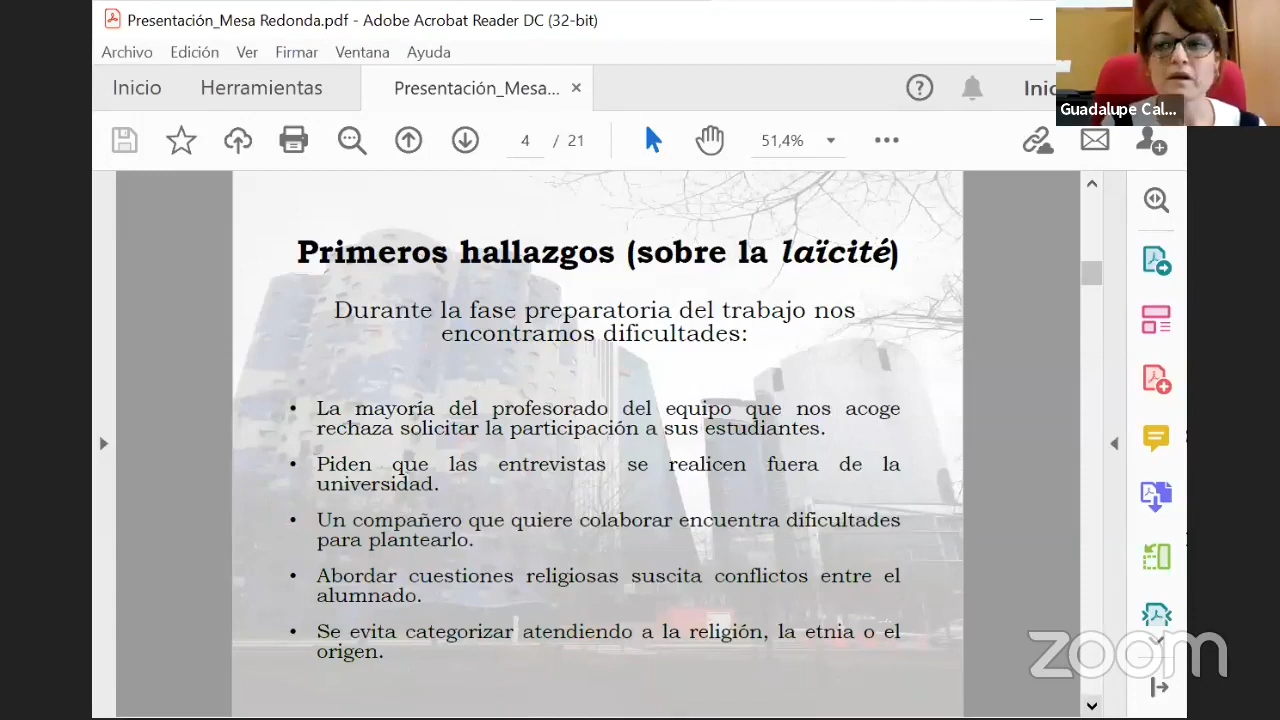 Presentación_Mesa Redonda.pdf - Adobe Acrobat Reader DC (32-bit)
Archivo Edición Ver Firmar Ventana Ayuda
Inicio Herramientas Presentación_Mesa... × Inic
Guadalupe Cal...
4 / 21 51,4%
Primeros hallazgos (sobre la laïcité)
Durante la fase preparatoria del trabajo nos
encontramos dificultades:
• La mayoría del profesorado del equipo que nos acoge
rechaza solicitar la participación a sus estudiantes.
• Piden que las entrevistas se realicen fuera de la
universidad.
• Un compañero que quiere colaborar encuentra dificultades
para plantearlo.
• Abordar cuestiones religiosas suscita conflictos entre el
alumnado.
• Se evita categorizar atendiendo a la religión, la etnia o el
origen.
zoom